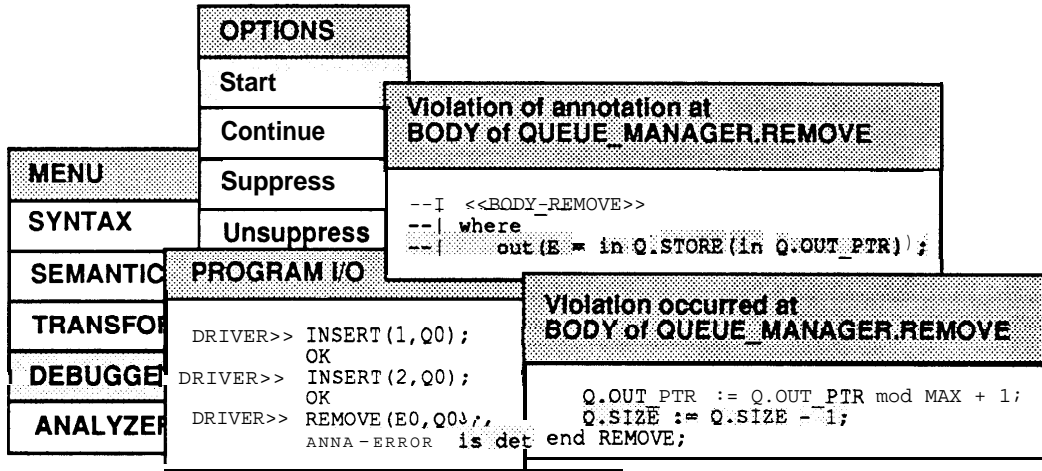 OPTIONS
Start
Continue
Suppress
Unsuppress
MENU
SYNTAX
SEMANTIC
TRANSFO
DEBUGGE
ANALYZE
Violation of annotation at
BODY of QUEUE_MANAGER.REMOVE
--I <<BODY-REMOVE>>
--| where
--| out(E = in Q.STORE(in Q.OUT_PTR));
PROGRAM I/O
DRIVER>> INSERT(1,Q0);
OK
DRIVER>> INSERT(2,Q0);
OK
DRIVER>> REMOVE(E0,Q0);,
ANNA-ERROR is det
Violation occurred at
BODY of QUEUE_MANAGER.REMOVE
Q.OUT_PTR := Q.OUT_PTR mod MAX + 1;
Q.SIZE := Q.SIZE - 1;
end REMOVE;